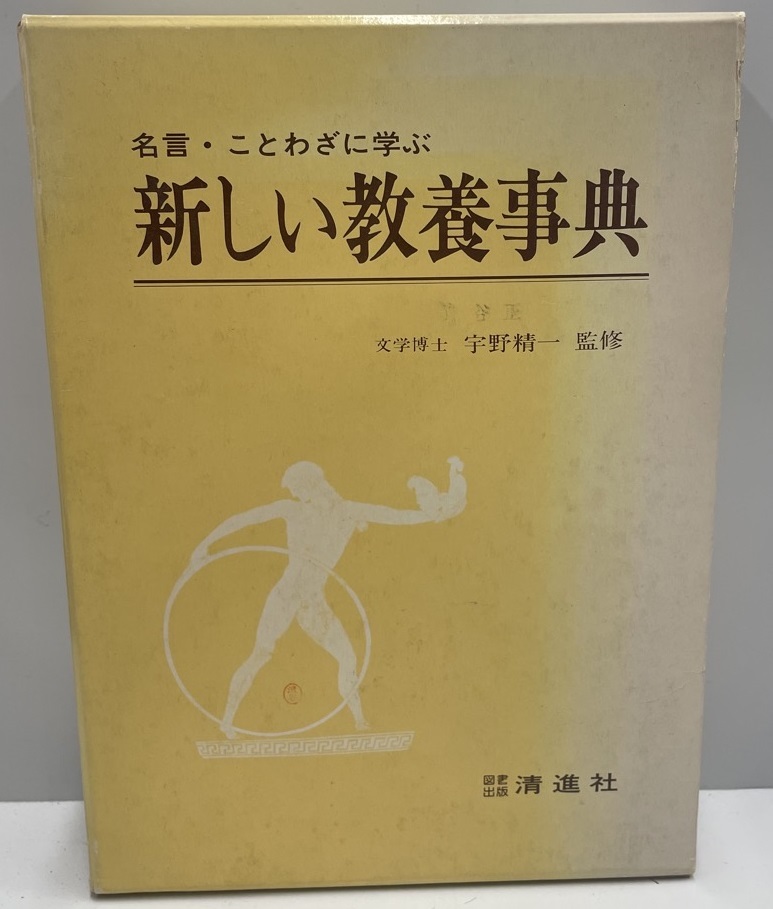 名言・ことわざに学ぶ
新しい教養事典
文学博士 宇野精一 監修
図書出版 清進社